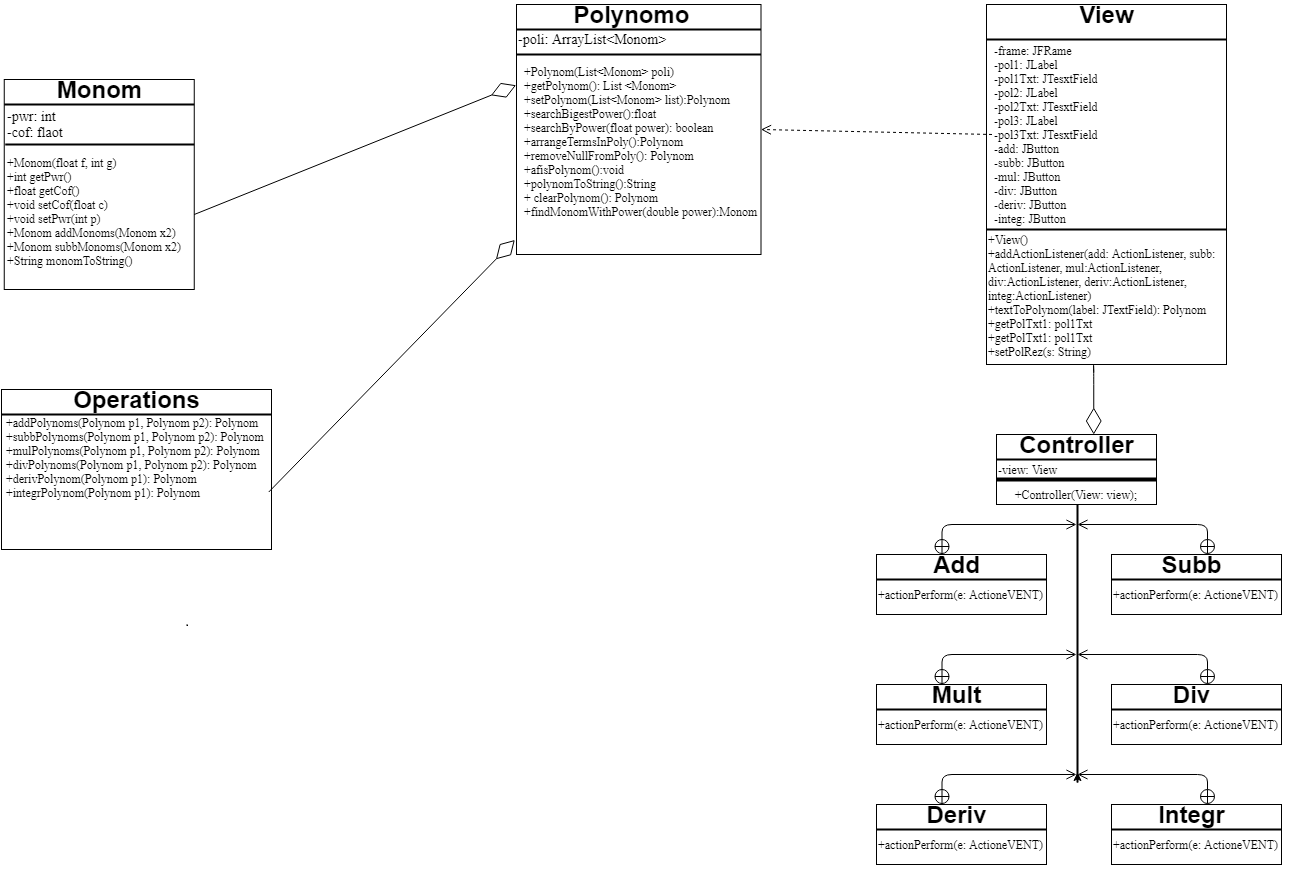 Monom
-pwr: int
-cof: flaot
+Monom(float f, int g)
+int getPwr()
+float getCof()
+void setCof(float c)
+void setPwr(int p)
+Monom addMonoms(Monom x2)
+Monom subbMonoms(Monom x2)
+String monomToString()
Polynomo
-poli: ArrayList<Monom>
+Polynom(List<Monom> poli)
+getPolynom(): List <Monom>
+setPolynom(List<Monom> list):Polynom
+searchBigestPower():float
+searchByPower(float power): boolean
+arrangeTermsInPoly():Polynom
+removeNullFromPoly(): Polynom
+afisPolynom():void
+polynomToString():String
+ clearPolynom(): Polynom
+findMonomWithPower(double power):Monom
View
-frame: JFRame
-pol1: JLabel
-pol1Txt: JTesxtField
-pol2: JLabel
-pol2Txt: JTesxtField
-pol3: JLabel
-pol3Txt: JTesxtField
-add: JButton
-subb: JButton
-mul: JButton
-div: JButton
-deriv: JButton
-integ: JButton
+View()
+addActionListener(add: ActionListener, subb:
ActionListener, mul:ActionListener,
div:ActionListener, deriv:ActionListener,
integ:ActionListener)
+textToPolynom(label: JTextField): Polynom
+getPolTxt1: pol1Txt
+getPolTxt1: pol1Txt
+setPolRez(s: String)
Operations
+addPolynoms(Polynom p1, Polynom p2): Polynom
+subbPolynoms(Polynom p1, Polynom p2): Polynom
+mulPolynoms(Polynom p1, Polynom p2): Polynom
+divPolynoms(Polynom p1, Polynom p2): Polynom
+derivPolynom(Polynom p1): Polynom
+integrPolynom(Polynom p1): Polynom
.
Controller
-view: View
+Controller(View: view);
Add
+actionPerform(e: ActioneVENT)
Subb
+actionPerform(e: ActioneVENT)
Mult
+actionPerform(e: ActioneVENT)
Div
+actionPerform(e: ActioneVENT)
Deriv
+actionPerform(e: ActioneVENT)
Integr
+actionPerform(e: ActioneVENT)